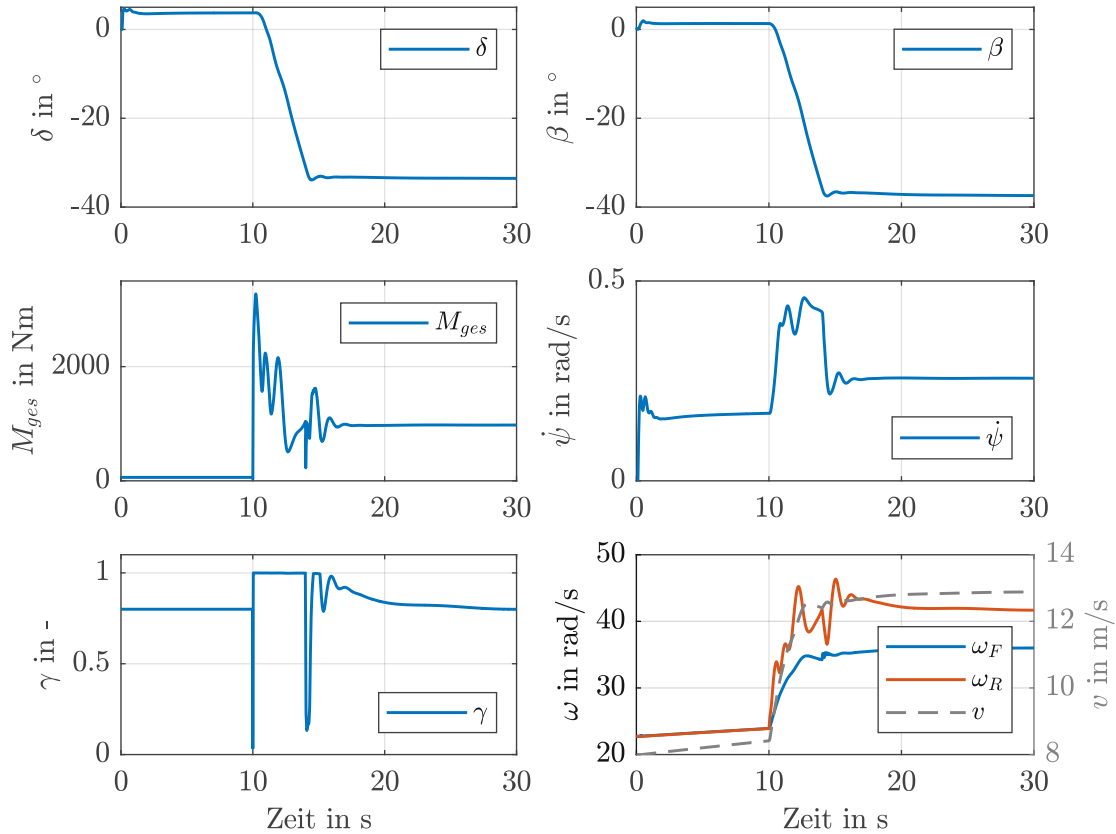 δ in °
0
-20
-40
0 10 20 30
δ
β in °
0
-20
-40
0 10 20 30
β
M_ges in Nm
2000
0
0 10 20 30
M_ges
ψ̇ in rad/s
0.5
0
0 10 20 30
ψ̇
γ in -
1
0.5
0
0 10 20 30
Zeit in s
γ
ω in rad/s
50
40
30
20
0 10 20 30
Zeit in s
ω_F
ω_R
v
14
12
10
8
v in m/s